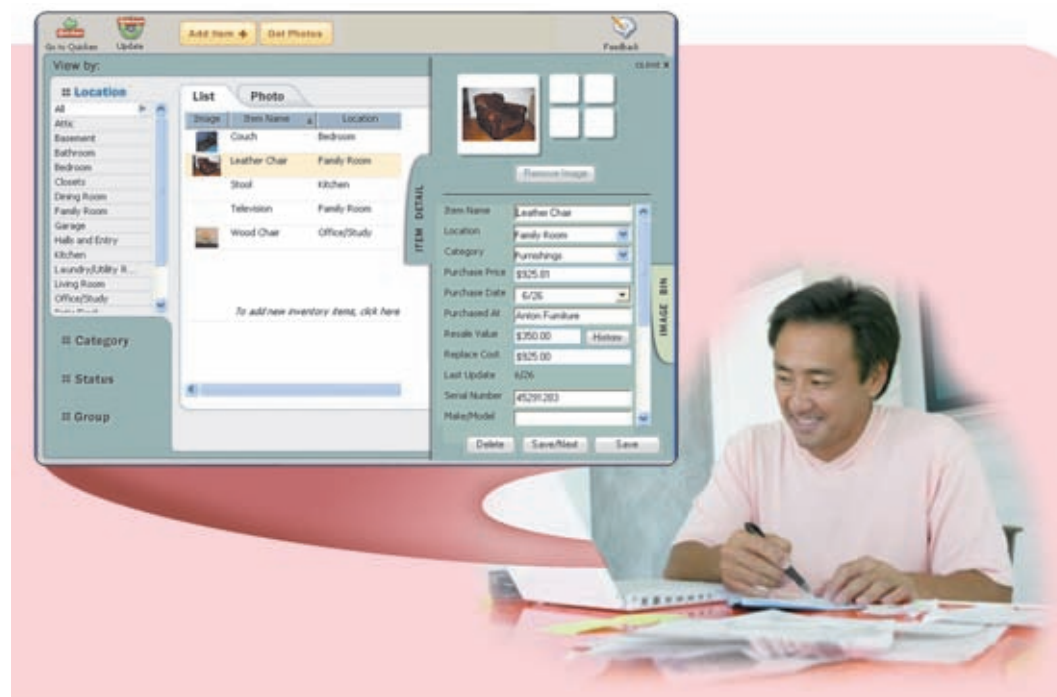 Go to Quicken
Update
Add Item
Get Photos
Feedback
View by:
CLOSE X
Location
All
Attic
Basement
Bathroom
Bedroom
Closets
Dining Room
Family Room
Garage
Halls and Entry
Kitchen
Laundry/Utility R...
Living Room
Office/Study
Category
Status
Group
List Photo
Image Item Name Location
Couch Bedroom
Leather Chair Family Room
Stool Kitchen
Television Family Room
Wood Chair Office/Study
To add new inventory items, click here
ITEM DETAIL
Remove Image
Item Name Leather Chair
Location Family Room
Category Furnishings
Purchase Price $925.01
Purchase Date 6/26
Purchased At Anton Furniture
Resale Value $350.00 History
Replace Cost $925.00
Last Update 6/26
Serial Number 45291283
Make/Model
Delete Save/Next Save
IMAGE BIN